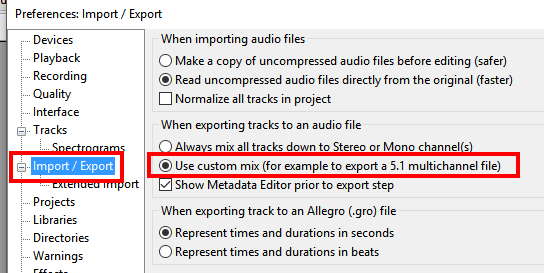 Preferences: Import / Export
Devices
Playback
Recording
Quality
Interface
Tracks
Spectrograms
Import / Export
Extended Import
Projects
Libraries
Directories
Warnings
Effects
When importing audio files
Make a copy of uncompressed audio files before editing (safer)
Read uncompressed audio files directly from the original (faster)
Normalize all tracks in project
When exporting tracks to an audio file
Always mix all tracks down to Stereo or Mono channel(s)
Use custom mix (for example to export a 5.1 multichannel file)
Show Metadata Editor prior to export step
When exporting track to an Allegro (.gro) file
Represent times and durations in seconds
Represent times and durations in beats